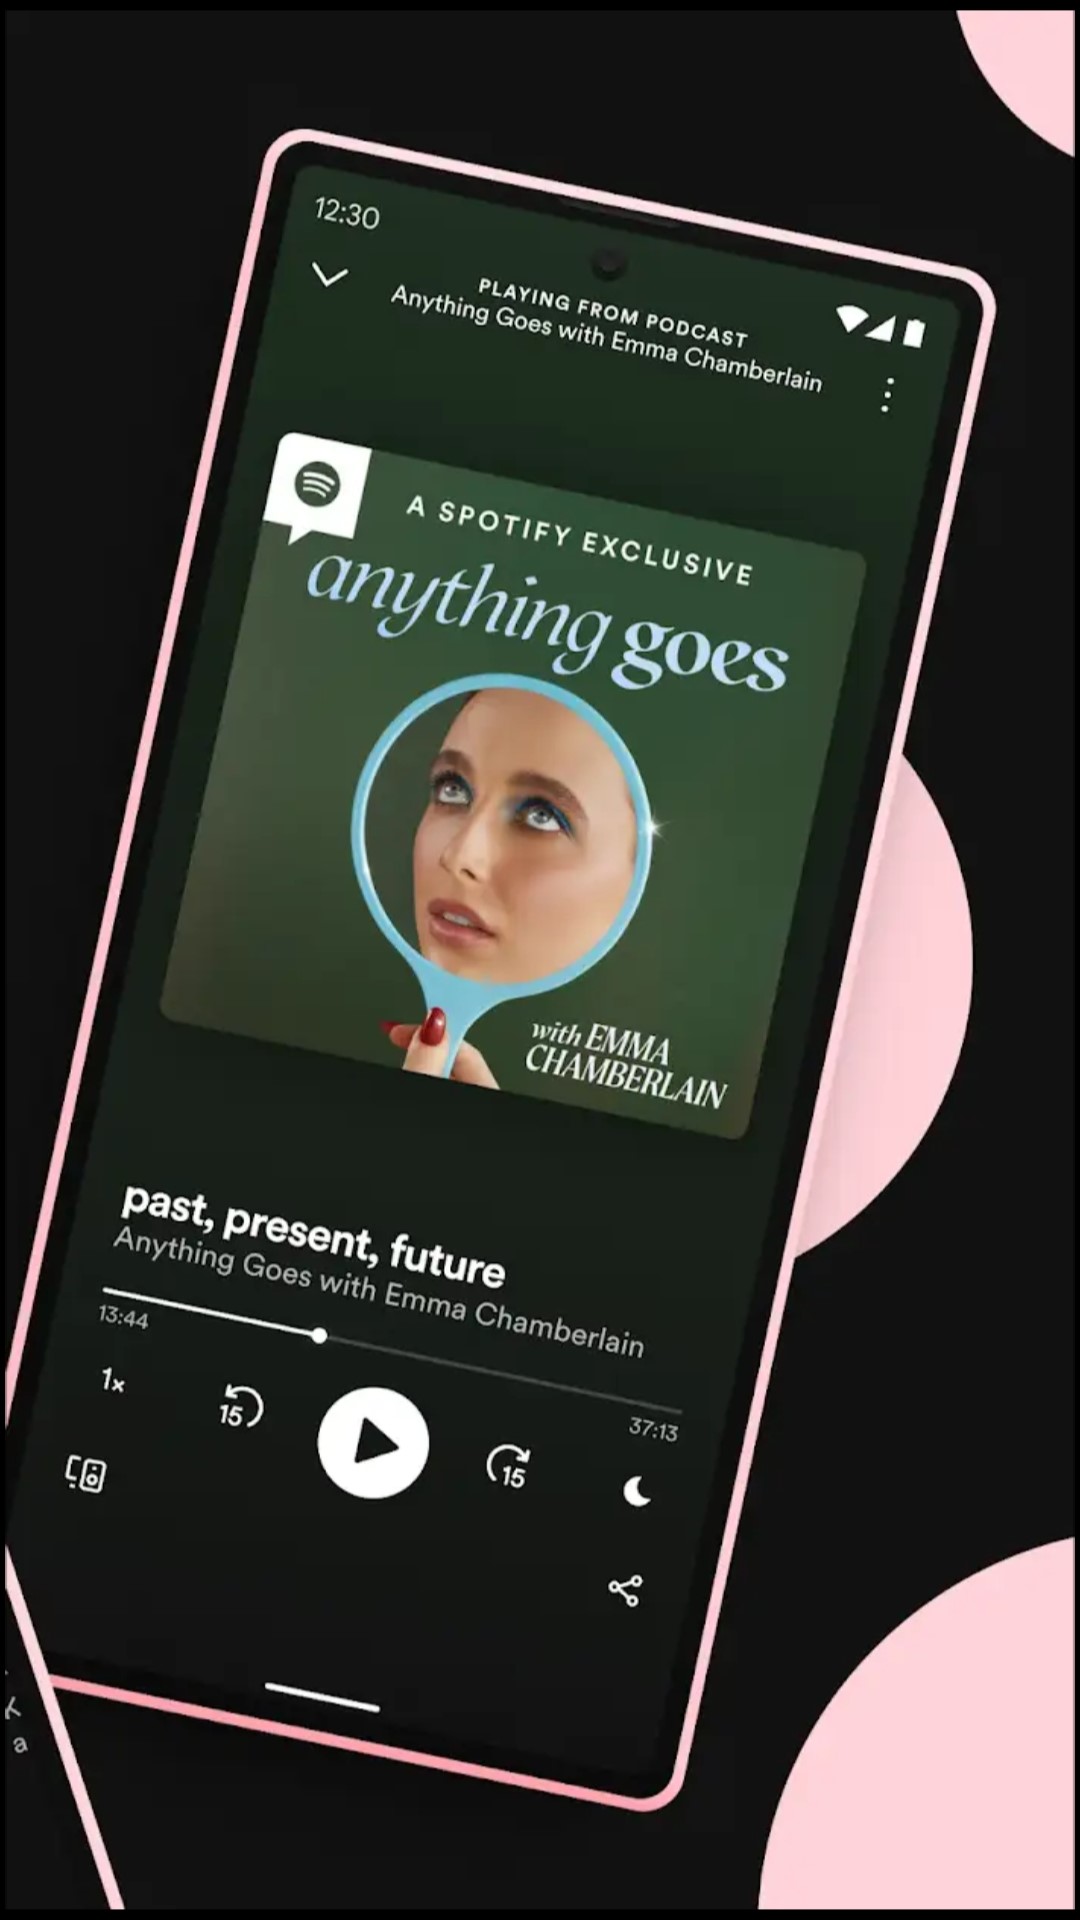 12:30
PLAYING FROM PODCAST
Anything Goes with Emma Chamberlain
A SPOTIFY EXCLUSIVE
anything goes
with EMMA
CHAMBERLAIN
past, present, future
Anything Goes with Emma Chamberlain
13:44
37:13
1x
15
15
a